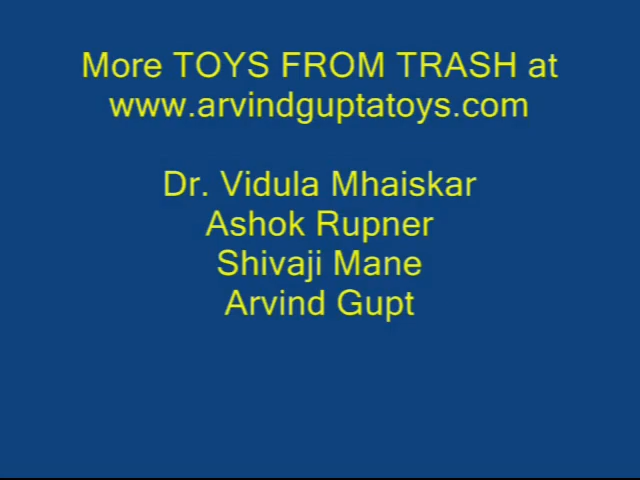 More TOYS FROM TRASH at
www.arvindguptatoys.com
Dr. Vidula Mhaiskar
Ashok Rupner
Shivaji Mane
Arvind Gupt